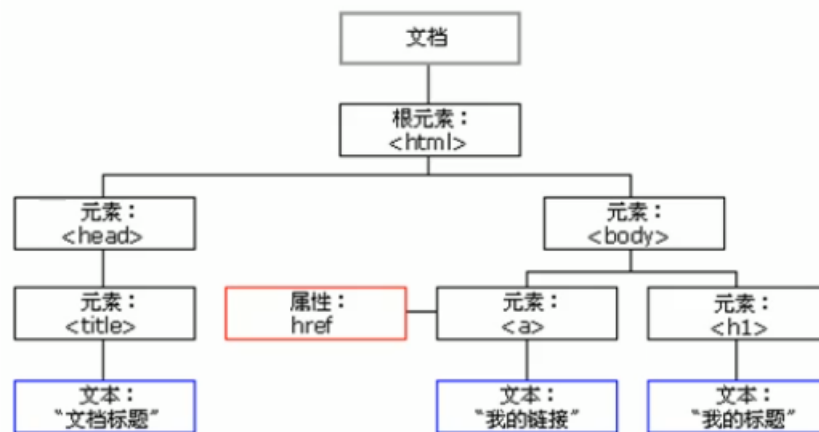 文档
根元素：
<html>
元素：
<head>
元素：
<body>
元素：
<title>
属性：
href
元素：
<a>
元素：
<h1>
文本：
“文档标题”
文本：
“我的链接”
文本：
“我的标题”